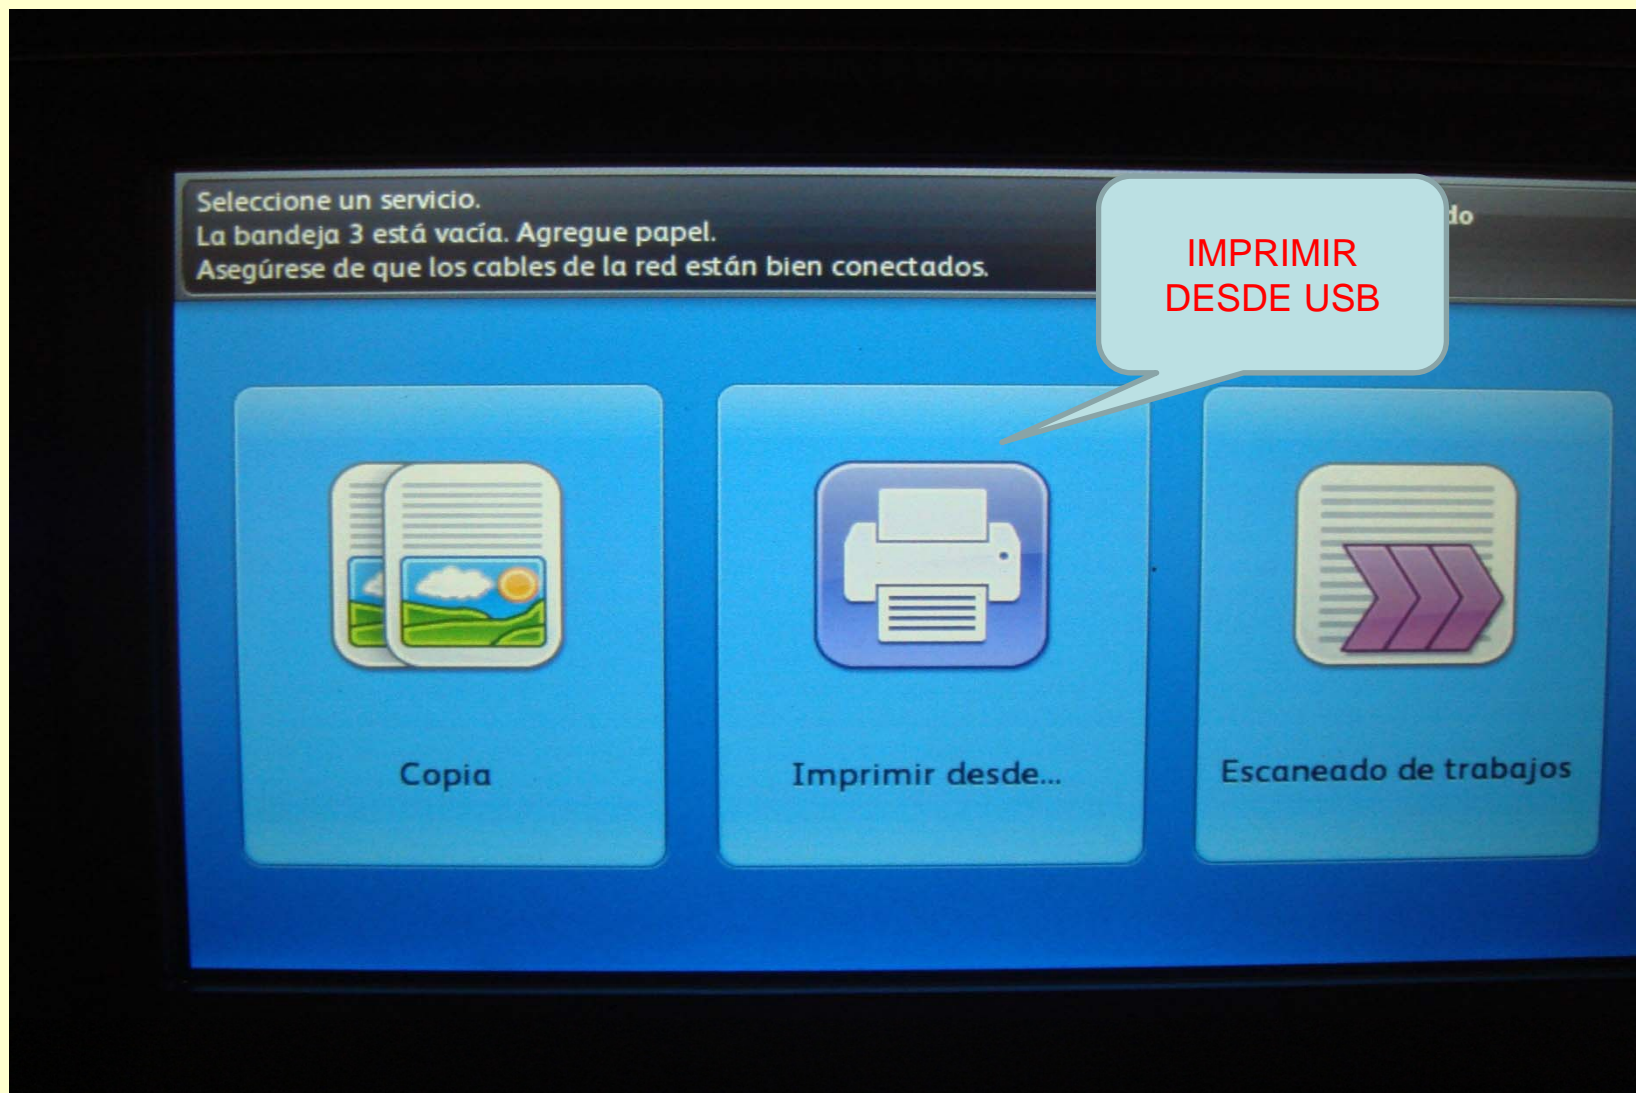 Seleccione un servicio.
La bandeja 3 está vacía. Agregue papel.
Asegúrese de que los cables de la red están bien conectados.
IMPRIMIR
DESDE USB
Copia
Imprimir desde...
Escaneado de trabajos